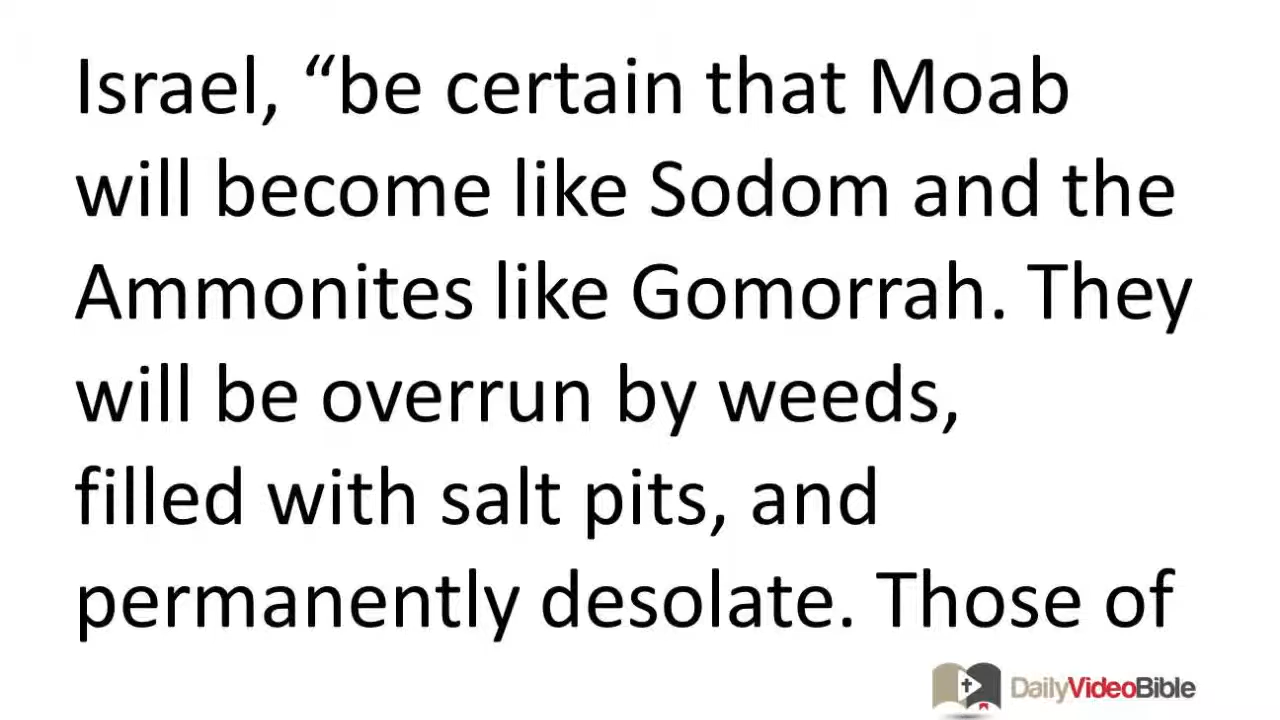 Israel, “be certain that Moab
will become like Sodom and the
Ammonites like Gomorrah. They
will be overrun by weeds,
filled with salt pits, and
permanently desolate. Those of
DailyVideoBible